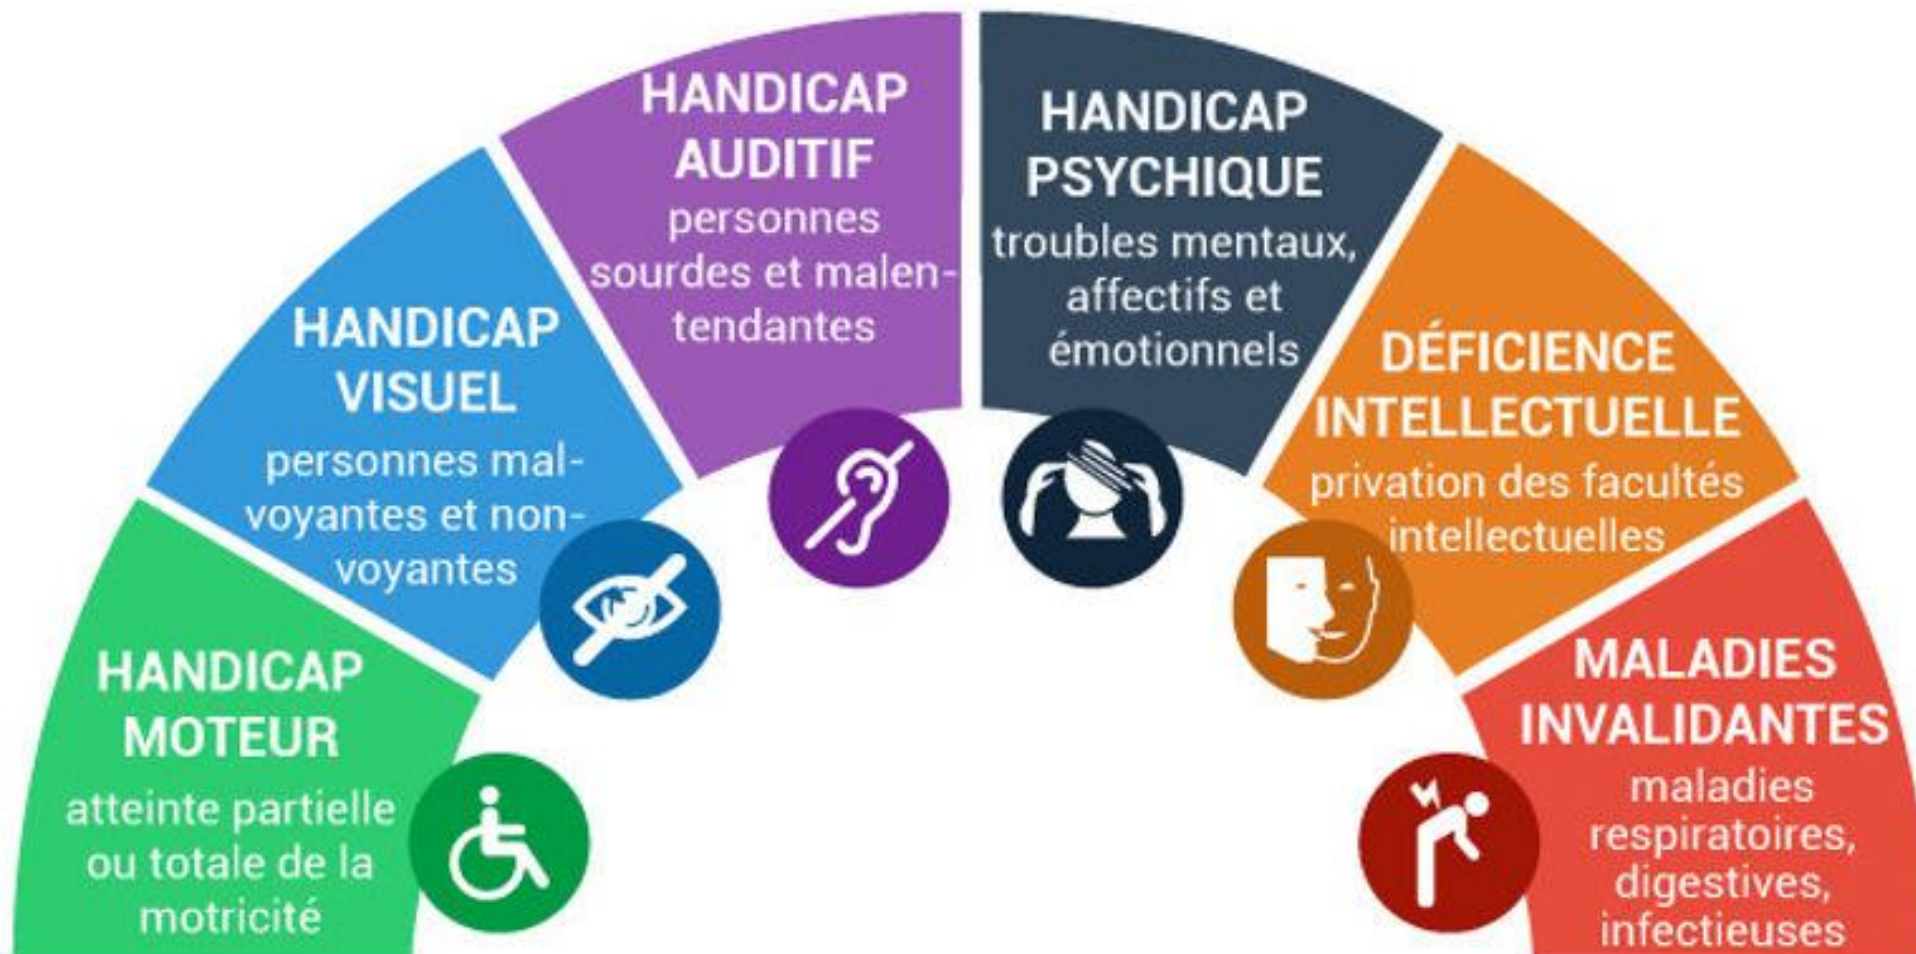 HANDICAP
MOTEUR
atteinte partielle
ou totale de la
motricité
HANDICAP
VISUEL
personnes mal-
voyantes et non-
voyantes
HANDICAP
AUDITIF
personnes
sourdes et malen-
tendantes
HANDICAP
PSYCHIQUE
troubles mentaux,
affectifs et
émotionnels
DÉFICIENCE
INTELLECTUELLE
privation des facultés
intellectuelles
MALADIES
INVALIDANTES
maladies
respiratoires,
digestives,
infectieuses